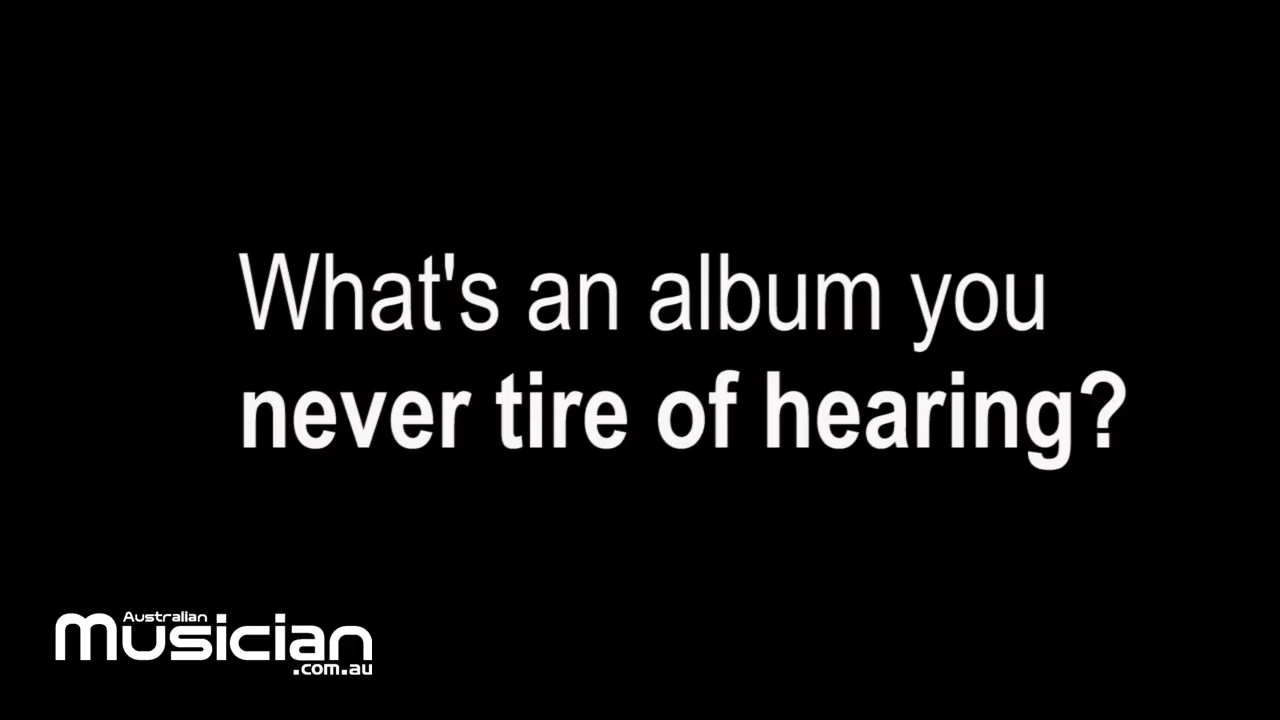 What's an album you
never tire of hearing?
Australian
musician
.com.au